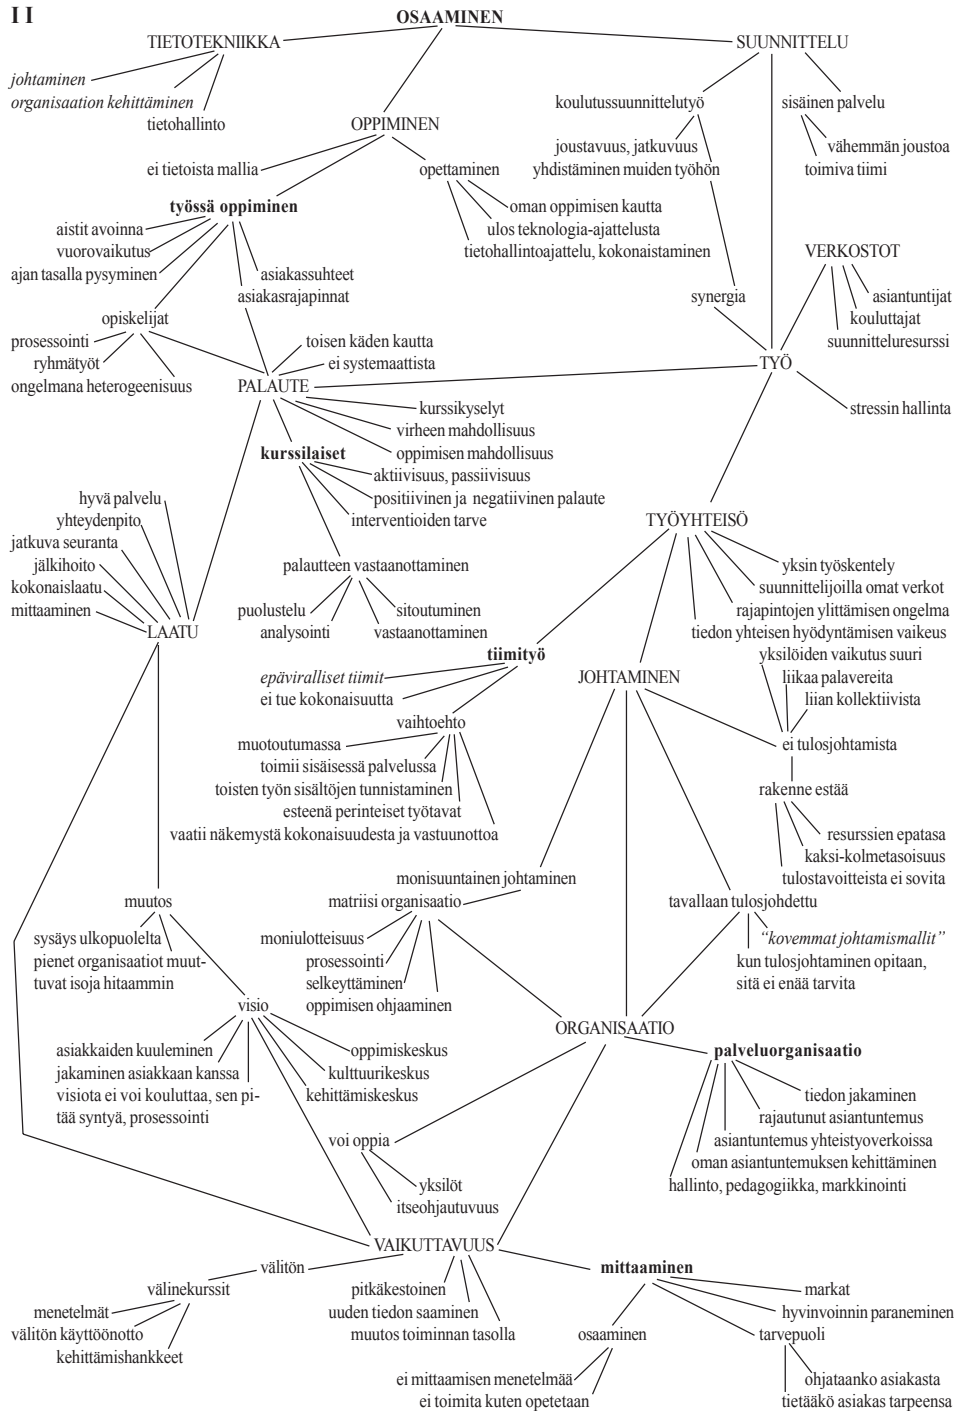 I I
OSAAMINEN
TIETOTEKNIIKKA
SUUNNITTELU
johtaminen
organisaation kehittäminen
tietohallinto
koulutussuunnittelutyö
sisäinen palvelu
OPPIMINEN
joustavuus, jatkuvuus
vähemmän joustoa
ei tietoista mallia
opettaminen
yhdistäminen muiden työhön
toimiva tiimi
työssä oppiminen
oman oppimisen kautta
aistit avoinna
ulos teknologia-ajattelusta
vuorovaikutus
tietohallintoajattelu, kokonaistaminen
VERKOSTOT
ajan tasalla pysyminen
asiakassuhteet
asiakasrajapinnat
synergia
asiantuntijat
opiskelijat
kouluttajat
prosessointi
toisen käden kautta
suunnitteluresurssi
ryhmätyöt
ei systemaattista
TYÖ
ongelmana heterogeenisuus
PALAUTE
kurssikyselyt
stressin hallinta
virheen mahdollisuus
kurssilaiset
oppimisen mahdollisuus
aktiivisuus, passiivisuus
hyvä palvelu
positiivinen ja negatiivinen palaute
yhteydenpito
interventioiden tarve
TYÖYHTEISÖ
jatkuva seuranta
jälkihoito
palautteen vastaanottaminen
yksin työskentely
kokonaislaatu
suunnittelijoilla omat verkot
mittaaminen
puolustelu
sitoutuminen
rajapintojen ylittämisen ongelma
LAATU
analysointi
vastaanottaminen
tiedon yhteisen hyödyntämisen vaikeus
tiimityö
yksilöiden vaikutus suuri
epäviralliset tiimit
JOHTAMINEN
liikaa palavereita
ei tue kokonaisuutta
liian kollektiivista
vaihtoehto
muotoutumassa
ei tulosjohtamista
toimii sisäisessä palvelussa
toisten työn sisältöjen tunnistaminen
rakenne estää
esteenä perinteiset työtavat
vaatii näkemystä kokonaisuudesta ja vastuunottoa
resurssien epatasa
kaksi-kolmetasoisuus
monisuuntainen johtaminen
tulostavoitteista ei sovita
muutos
matriisi organisaatio
tavallaan tulosjohdettu
sysäys ulkopuolelta
moniulotteisuus
“kovemmat johtamismallit”
pienet organisaatiot muut-
tuvat isoja hitaammin
prosessointi
kun tulosjohtaminen opitaan,
sitä ei enää tarvita
selkeyttäminen
visio
oppimisen ohjaaminen
ORGANISAATIO
asiakkaiden kuuleminen
oppimiskeskus
palveluorganisaatio
jakaminen asiakkaan kanssa
kulttuurikeskus
visiota ei voi kouluttaa, sen pi-
tää syntyä, prosessointi
kehittämiskeskus
tiedon jakaminen
rajautunut asiantuntemus
voi oppia
asiantuntemus yhteistyoverkoissa
oman asiantuntemuksen kehittäminen
yksilöt
hallinto, pedagogiikka, markkinointi
itseohjautuvuus
VAIKUTTAVUUS
välitön
mittaaminen
välinekurssit
pitkäkestoinen
markat
menetelmät
uuden tiedon saaminen
hyvinvoinnin paraneminen
välitön käyttöönotto
muutos toiminnan tasolla
osaaminen
tarvepuoli
kehittämishankkeet
ei mittaamisen menetelmää
ohjataanko asiakasta
ei toimita kuten opetetaan
tietääkö asiakas tarpeensa